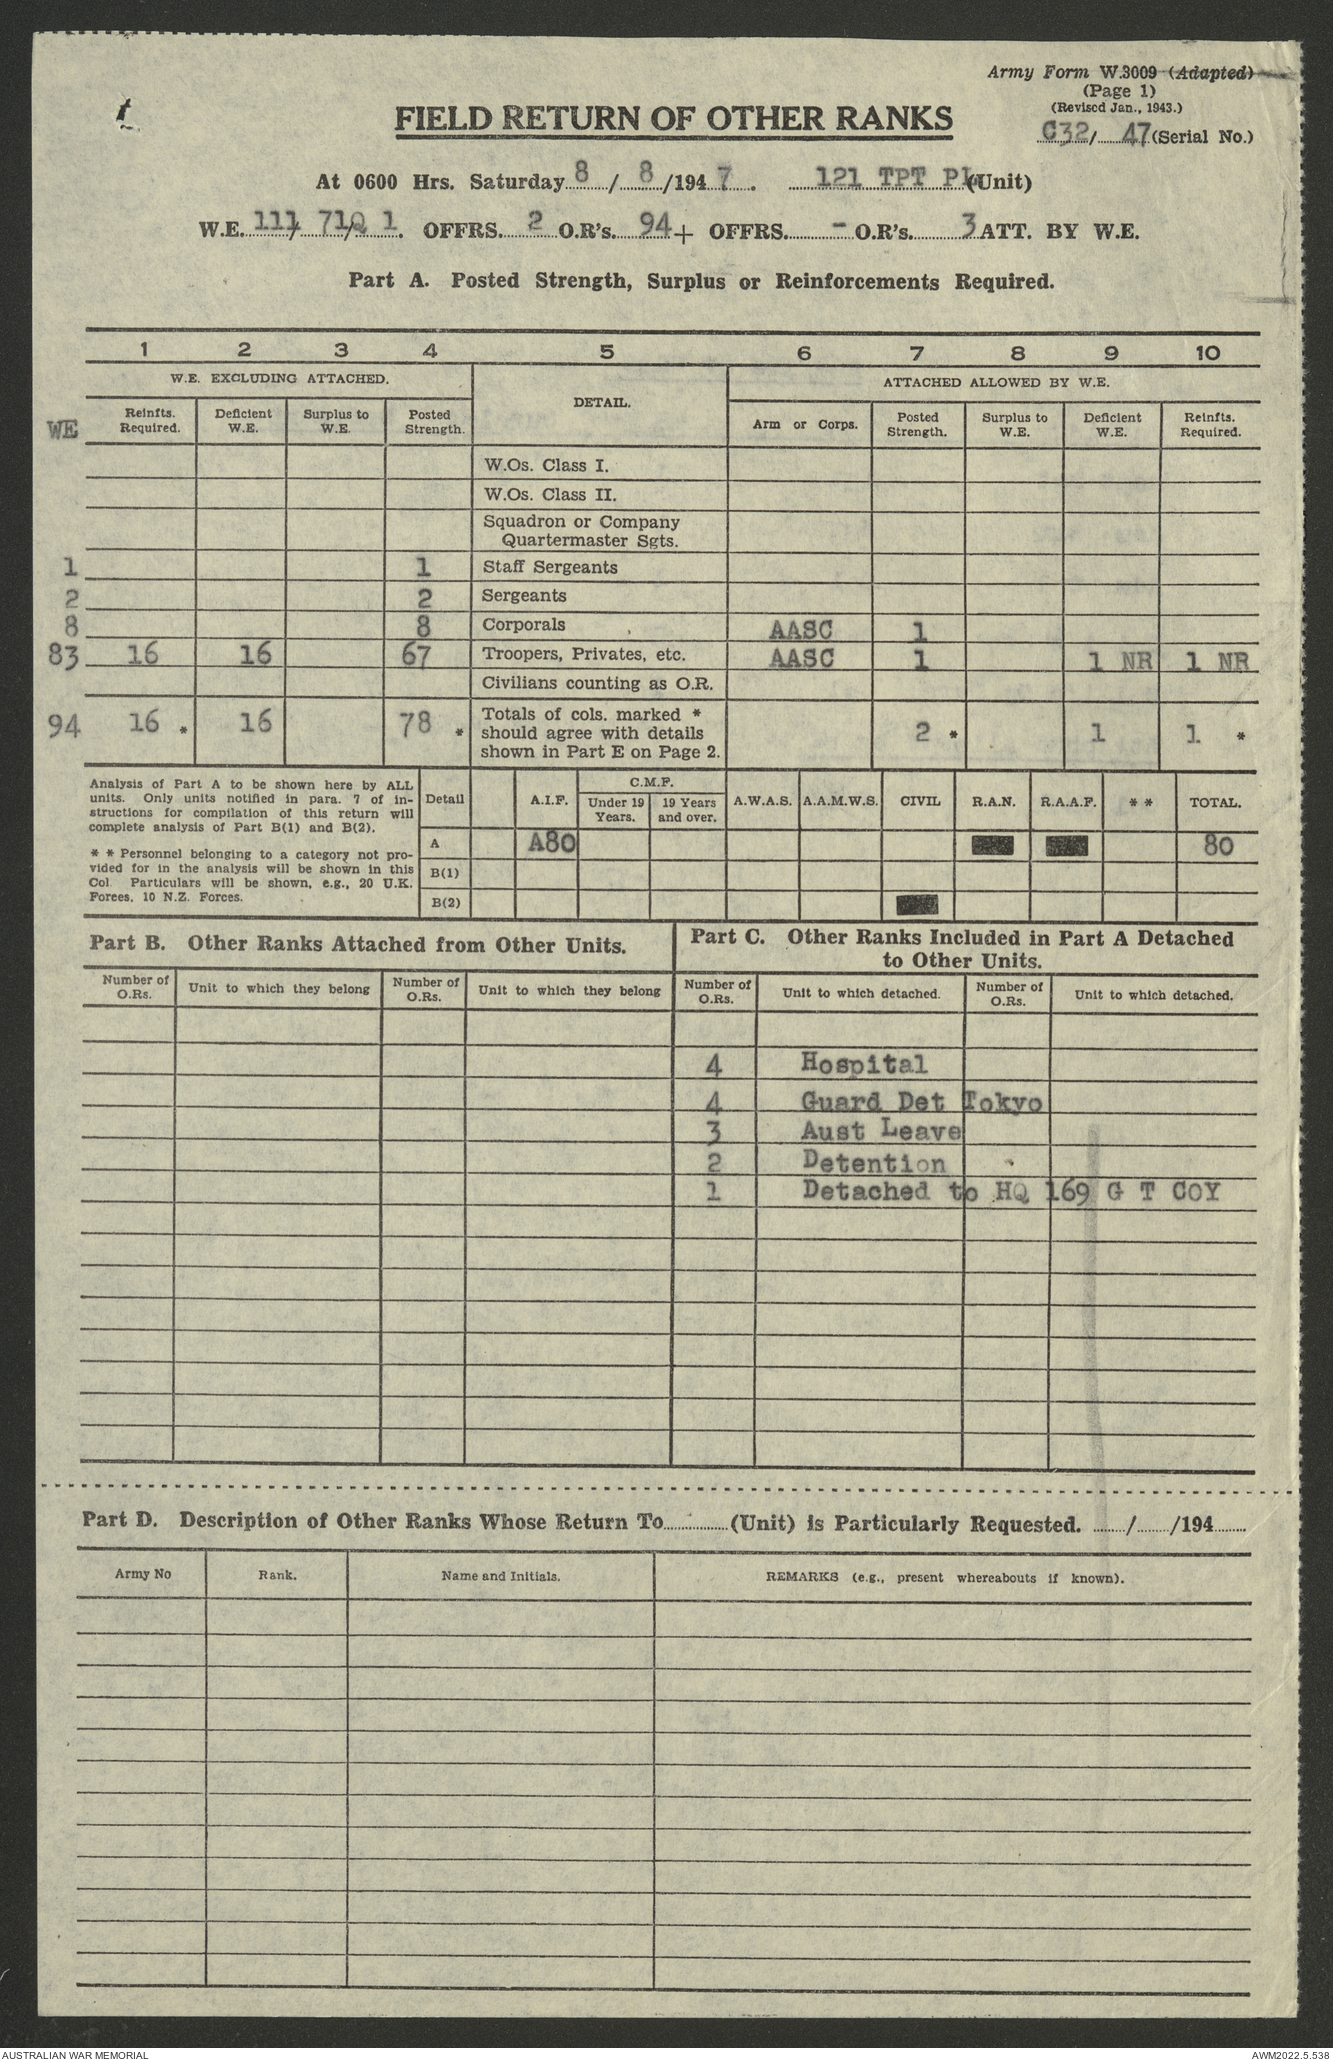 Army Form W.3009 (Adapted)
(Page 1)
(Revised Jan., 1943.)
t
FIELD RETURN OF OTHER RANKS
C32/ 47 (Serial No.)
At 0600 Hrs. Saturday 8 / 8 /194 7 . 121 TPT Pl (Unit)
W.E. 111/ 71Q/ 1. OFFRS. 2 O.R's. 94 + OFFRS. - O.R's. 3 ATT. BY W.E.
Part A. Posted Strength, Surplus or Reinforcements Required.
1 2 3 4 5 6 7 8 9 10
W.E. EXCLUDING ATTACHED. DETAIL. ATTACHED ALLOWED BY W.E.
WE Reinfts. Required. Deficient W.E. Surplus to W.E. Posted Strength. Arm or Corps. Posted Strength. Surplus to W.E. Deficient W.E. Reinfts. Required.
W.Os. Class I.
W.Os. Class II.
Squadron or Company
Quartermaster Sgts.
1 1 Staff Sergeants
2 2 Sergeants
8 8 Corporals AASC 1
83 16 16 67 Troopers, Privates, etc. AASC 1 1 NR 1 NR
Civilians counting as O.R.
94 16 * 16 78 * Totals of cols. marked * should agree with details shown in Part E on Page 2. 2 * 1 1 *
Analysis of Part A to be shown here by ALL
units. Only units notified in para. 7 of in-
structions for compilation of this return will
complete analysis of Part B(1) and B(2).
* * Personnel belonging to a category not pro-
vided for in the analysis will be shown in this
Col. Particulars will be shown, e.g., 20 U.K.
Forces, 10 N.Z. Forces.
Detail A.I.F. C.M.F. Under 19 Years. 19 Years and over. A.W.A.S. A.A.M.W.S. CIVIL R.A.N. R.A.A.F. * * TOTAL.
A A80 80
B(1)
B(2)
Part B. Other Ranks Attached from Other Units.
Part C. Other Ranks Included in Part A Detached
to Other Units.
Number of O.Rs. Unit to which they belong Number of O.Rs. Unit to which they belong Number of O.Rs. Unit to which detached. Number of O.Rs. Unit to which detached.
4 Hospital
4 Guard Det Tokyo
3 Aust Leave
2 Detention
1 Detached to HQ 169 G T COY
Part D. Description of Other Ranks Whose Return To (Unit) is Particularly Requested. / /194
Army No Rank. Name and Initials. REMARKS (e.g., present whereabouts if known).
AUSTRALIAN WAR MEMORIAL AWM2022.5.538